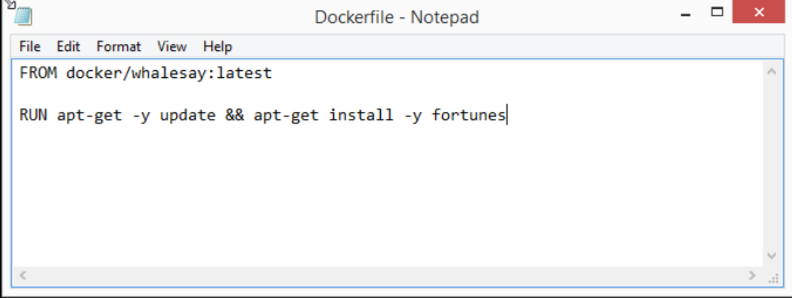 Dockerfile - Notepad
File Edit Format View Help
FROM docker/whalesay:latest
RUN apt-get -y update && apt-get install -y fortunes